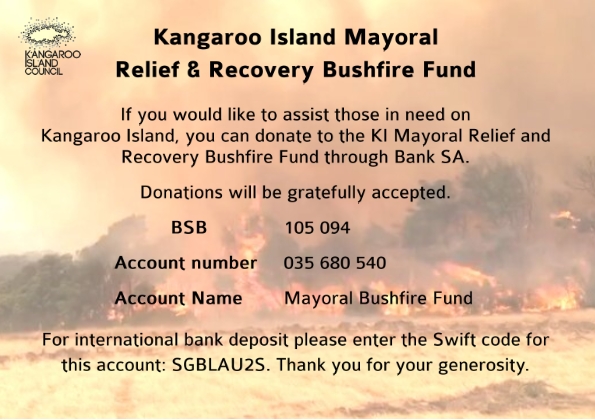 KANGAROO
ISLAND
COUNCIL
Kangaroo Island Mayoral
Relief & Recovery Bushfire Fund
If you would like to assist those in need on
Kangaroo Island, you can donate to the KI Mayoral Relief and
Recovery Bushfire Fund through Bank SA.
Donations will be gratefully accepted.
BSB 105 094
Account number 035 680 540
Account Name Mayoral Bushfire Fund
For international bank deposit please enter the Swift code for
this account: SGBLAU2S. Thank you for your generosity.